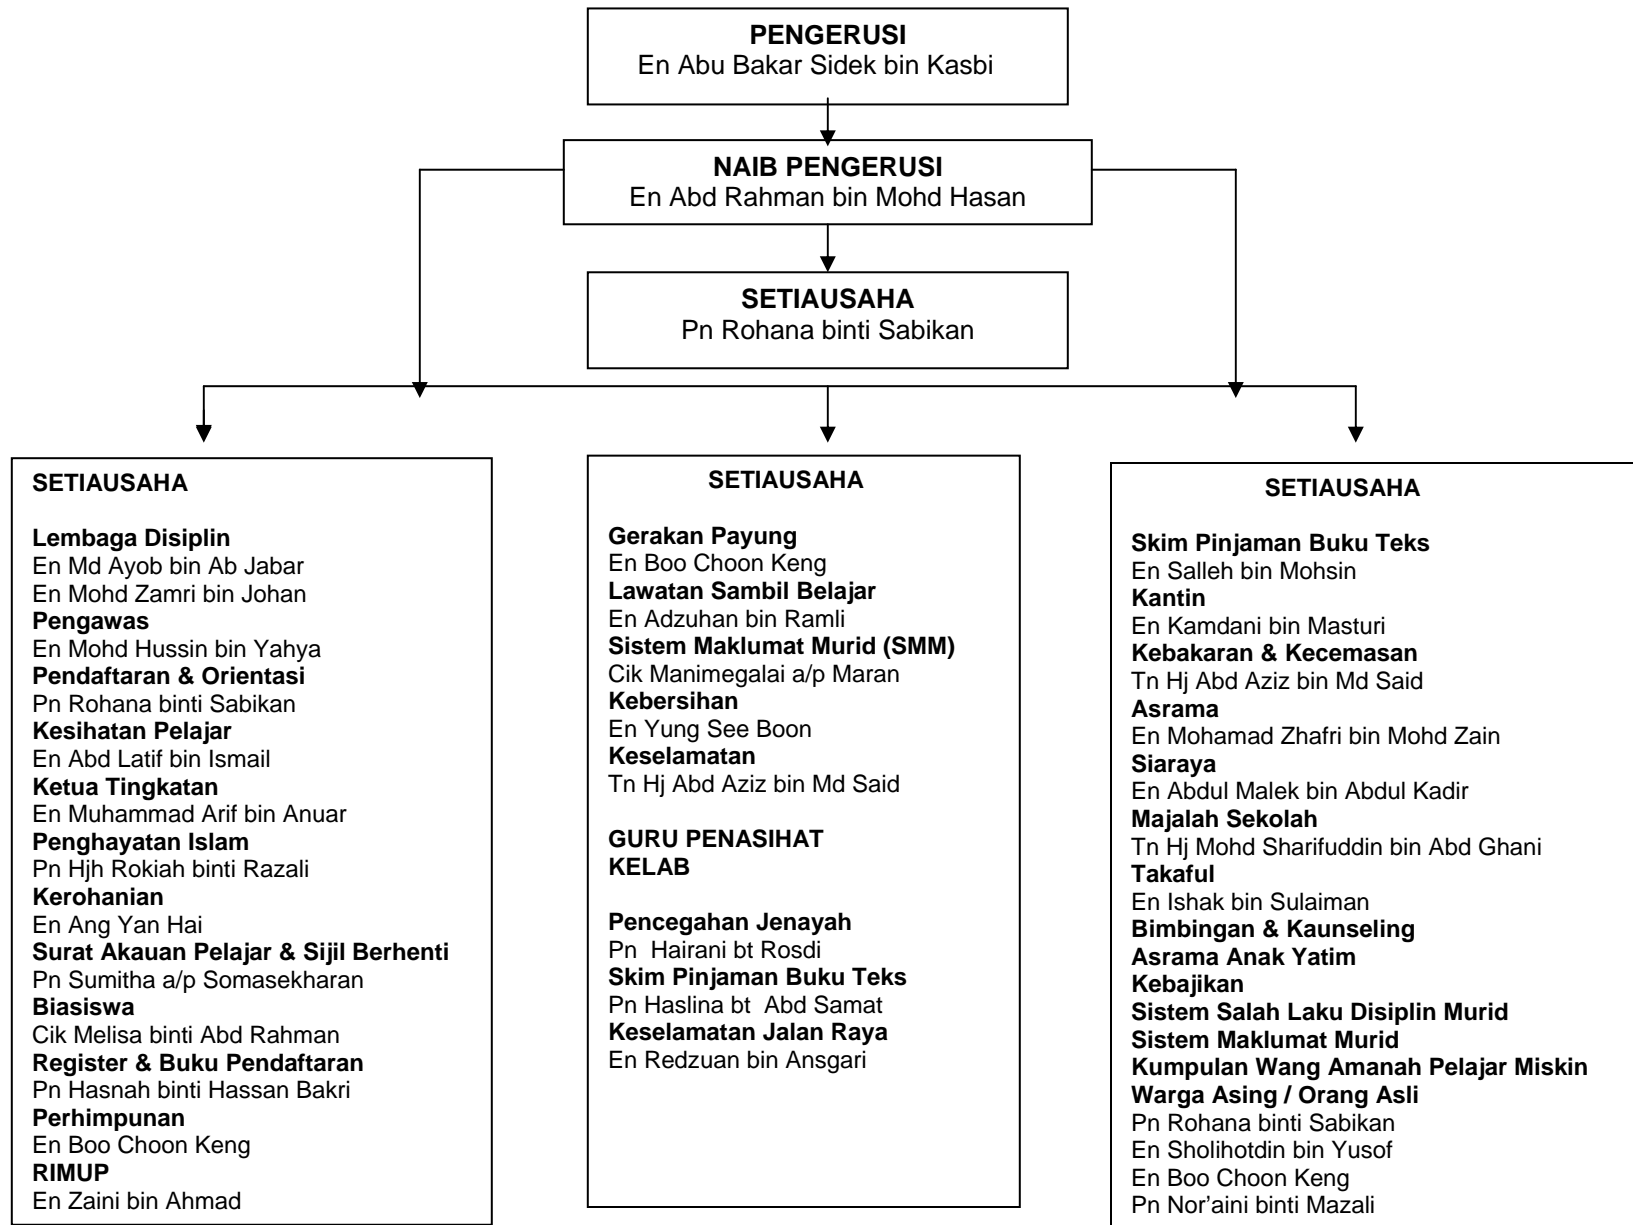 PENGERUSI
En Abu Bakar Sidek bin Kasbi
NAIB PENGERUSI
En Abd Rahman bin Mohd Hasan
SETIAUSAHA
Pn Rohana binti Sabikan
SETIAUSAHA
Lembaga Disiplin
En Md Ayob bin Ab Jabar
En Mohd Zamri bin Johan
Pengawas
En Mohd Hussin bin Yahya
Pendaftaran & Orientasi
Pn Rohana binti Sabikan
Kesihatan Pelajar
En Abd Latif bin Ismail
Ketua Tingkatan
En Muhammad Arif bin Anuar
Penghayatan Islam
Pn Hjh Rokiah binti Razali
Kerohanian
En Ang Yan Hai
Surat Akauan Pelajar & Sijil Berhenti
Pn Sumitha a/p Somasekharan
Biasiswa
Cik Melisa binti Abd Rahman
Register & Buku Pendaftaran
Pn Hasnah binti Hassan Bakri
Perhimpunan
En Boo Choon Keng
RIMUP
En Zaini bin Ahmad
SETIAUSAHA
Gerakan Payung
En Boo Choon Keng
Lawatan Sambil Belajar
En Adzuhan bin Ramli
Sistem Maklumat Murid (SMM)
Cik Manimegalai a/p Maran
Kebersihan
En Yung See Boon
Keselamatan
Tn Hj Abd Aziz bin Md Said
GURU PENASIHAT
KELAB
Pencegahan Jenayah
Pn Hairani bt Rosdi
Skim Pinjaman Buku Teks
Pn Haslina bt Abd Samat
Keselamatan Jalan Raya
En Redzuan bin Ansgari
SETIAUSAHA
Skim Pinjaman Buku Teks
En Salleh bin Mohsin
Kantin
En Kamdani bin Masturi
Kebakaran & Kecemasan
Tn Hj Abd Aziz bin Md Said
Asrama
En Mohamad Zhafri bin Mohd Zain
Siaraya
En Abdul Malek bin Abdul Kadir
Majalah Sekolah
Tn Hj Mohd Sharifuddin bin Abd Ghani
Takaful
En Ishak bin Sulaiman
Bimbingan & Kaunseling
Asrama Anak Yatim
Kebajikan
Sistem Salah Laku Disiplin Murid
Sistem Maklumat Murid
Kumpulan Wang Amanah Pelajar Miskin
Warga Asing / Orang Asli
Pn Rohana binti Sabikan
En Sholihotdin bin Yusof
En Boo Choon Keng
Pn Nor'aini binti Mazali